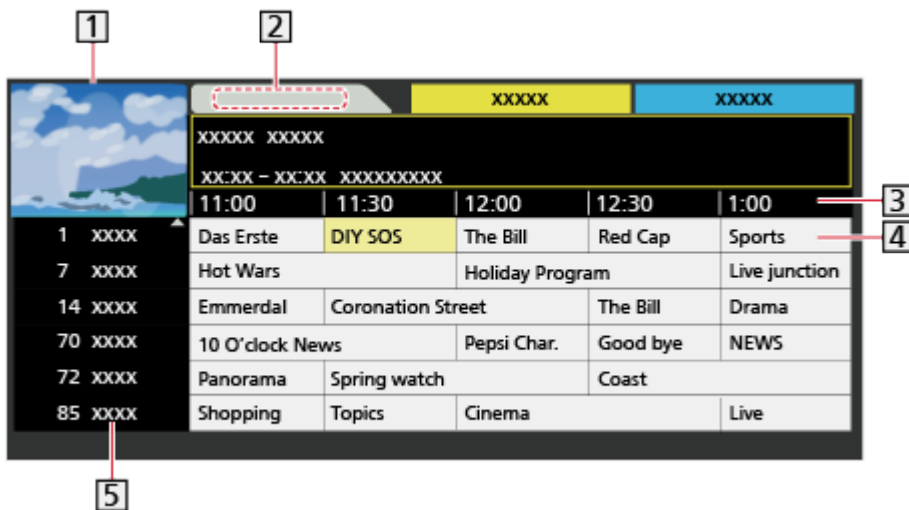 1 2
xxxxx xxxxx
xxxxx xxxxx
xx:xx – xx:xx xxxxxxxxx
11:00 11:30 12:00 12:30 1:00 3
1 xxxx Das Erste DIY SOS The Bill Red Cap Sports 4
7 xxxx Hot Wars Holiday Program Live junction
14 xxxx Emmerdal Coronation Street The Bill Drama
70 xxxx 10 O'clock News Pepsi Char. Good bye NEWS
72 xxxx Panorama Spring watch Coast
85 xxxx Shopping Topics Cinema Live
5